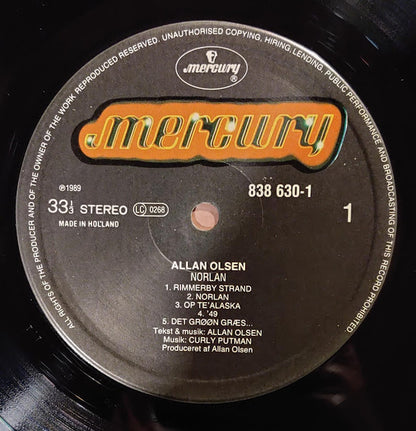 ALL RIGHTS OF THE PRODUCER AND OF THE OWNER OF THE WORK REPRODUCED RESERVED. UNAUTHORISED COPYING, HIRING, LENDING, PUBLIC PERFORMANCE AND BROADCASTING OF THIS RECORD PROHIBITED
mercury
®
mercury
℗1989
838 630-1
33⅓ STEREO LC 0268
1
MADE IN HOLLAND
ALLAN OLSEN
NORLAN
1. RIMMERBY STRAND
2. NORLAN
3. OP TE'ALASKA
4. '49
5. DET GRØØN GRÆS...
Tekst & musik: ALLAN OLSEN
Musik: CURLY PUTMAN
Produceret af Allan Olsen